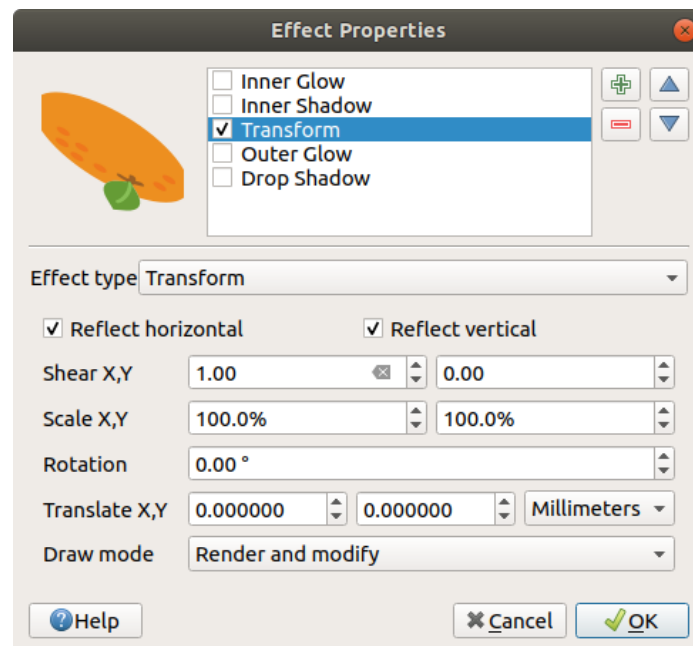 Effect Properties
Inner Glow
Inner Shadow
Transform
Outer Glow
Drop Shadow
Effect type Transform
Reflect horizontal Reflect vertical
Shear X,Y 1.00 0.00
Scale X,Y 100.0% 100.0%
Rotation 0.00 °
Translate X,Y 0.000000 0.000000 Millimeters
Draw mode Render and modify
Help Cancel OK